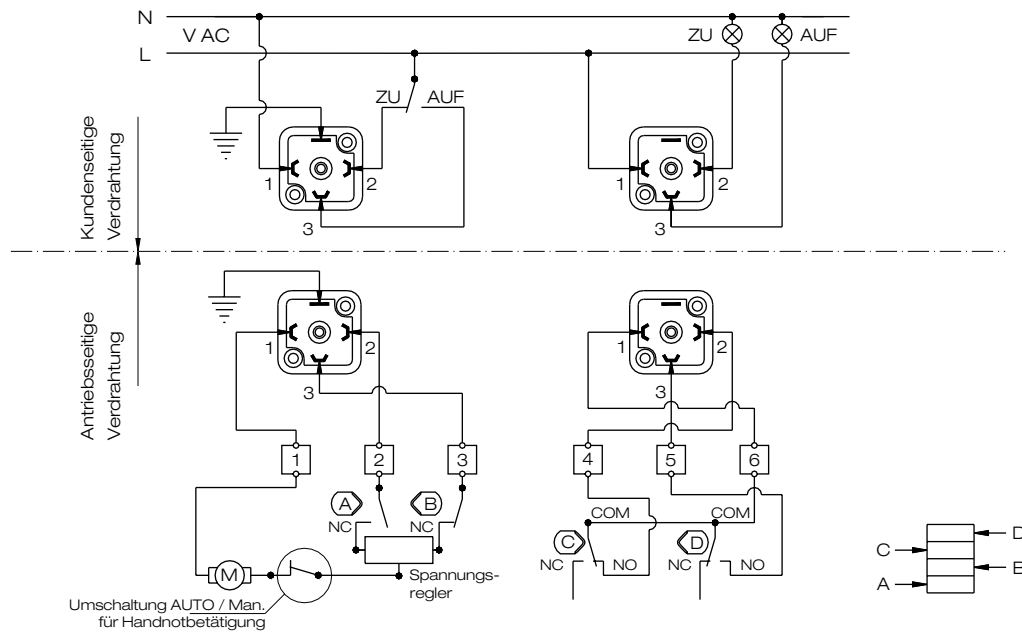 N
V AC
ZU
AUF
L
ZU AUF
1
2
3
1
2
3
Kundenseitige
Verdrahtung
Antriebsseitige
Verdrahtung
1
2
3
1
2
3
1
2
3
4
5
6
A
B
NC
NC
COM
COM
C
D
NC
NO
NC
NO
M
Spannungs-
regler
Umschaltung AUTO / Man.
für Handnotbetätigung
D
C
B
A